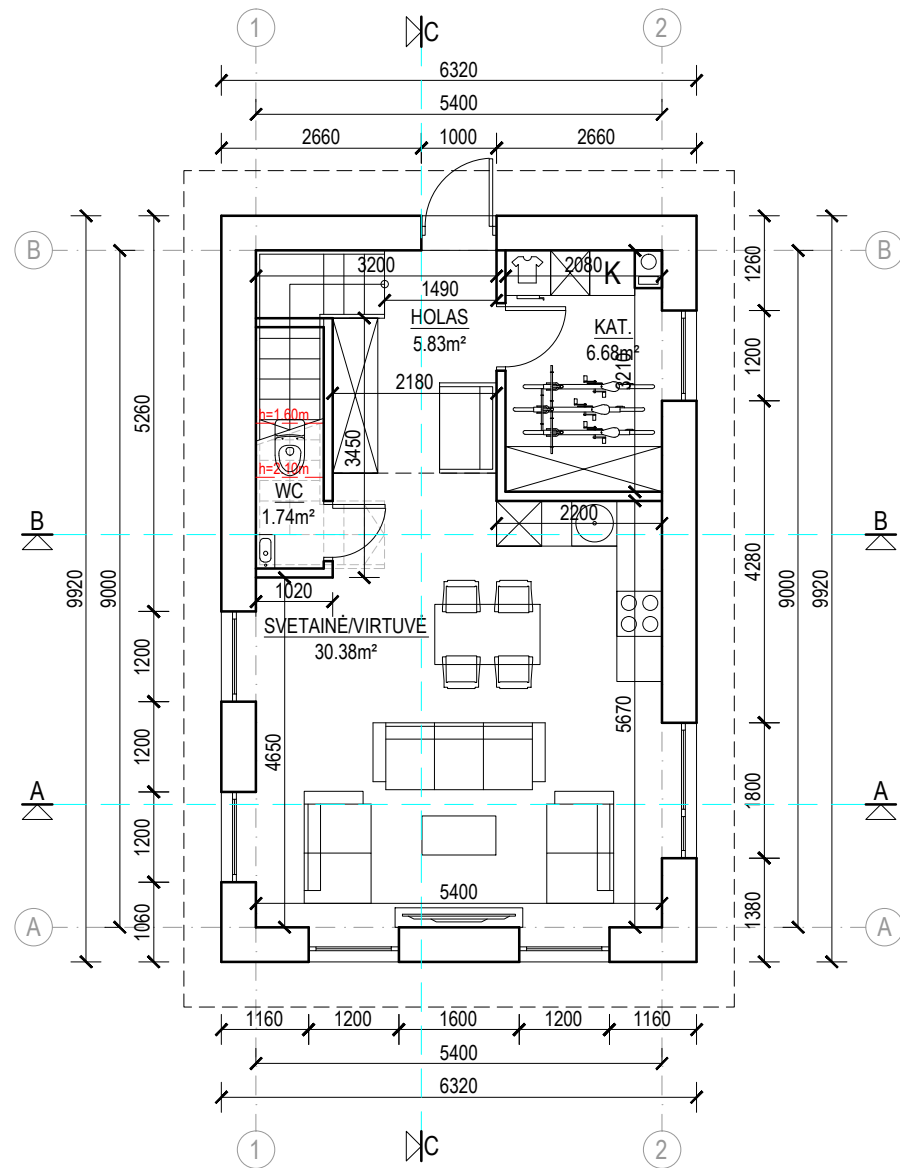 1
C
2
6320
5400
2660 1000 2660
B
B
3200
2080
K
1490
HOLAS
5.83m²
KAT.
6.68m²
3210
2180
h=1.60m
3450
h=2.10m
WC
1.74m²
1260
1200
5260
4280
B
B
2200
9920
9000
9000
9920
1020
SVETAINĖ/VIRTUVĖ
30.38m²
1200
1200
1200
1060
4650
5670
A
A
1800
1380
5400
A
A
1160 1200 1600 1200 1160
5400
6320
1
C
2